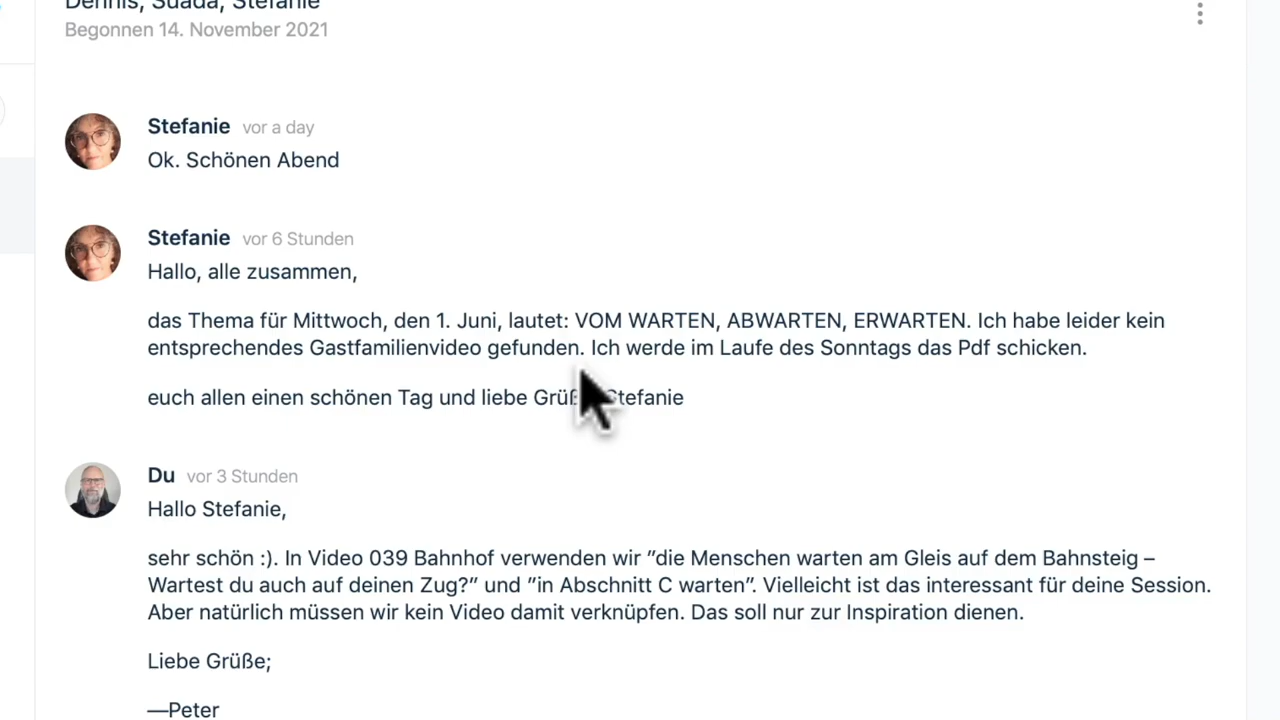 Dennis, Suada, Stefanie
Begonnen 14. November 2021
Stefanie vor a day
Ok. Schönen Abend
Stefanie vor 6 Stunden
Hallo, alle zusammen,
das Thema für Mittwoch, den 1. Juni, lautet: VOM WARTEN, ABWARTEN, ERWARTEN. Ich habe leider kein
entsprechendes Gastfamilienvideo gefunden. Ich werde im Laufe des Sonntags das Pdf schicken.
euch allen einen schönen Tag und liebe Grüße Stefanie
Du vor 3 Stunden
Hallo Stefanie,
sehr schön :). In Video 039 Bahnhof verwenden wir ”die Menschen warten am Gleis auf dem Bahnsteig –
Wartest du auch auf deinen Zug?” und ”in Abschnitt C warten”. Vielleicht ist das interessant für deine Session.
Aber natürlich müssen wir kein Video damit verknüpfen. Das soll nur zur Inspiration dienen.
Liebe Grüße;
—Peter